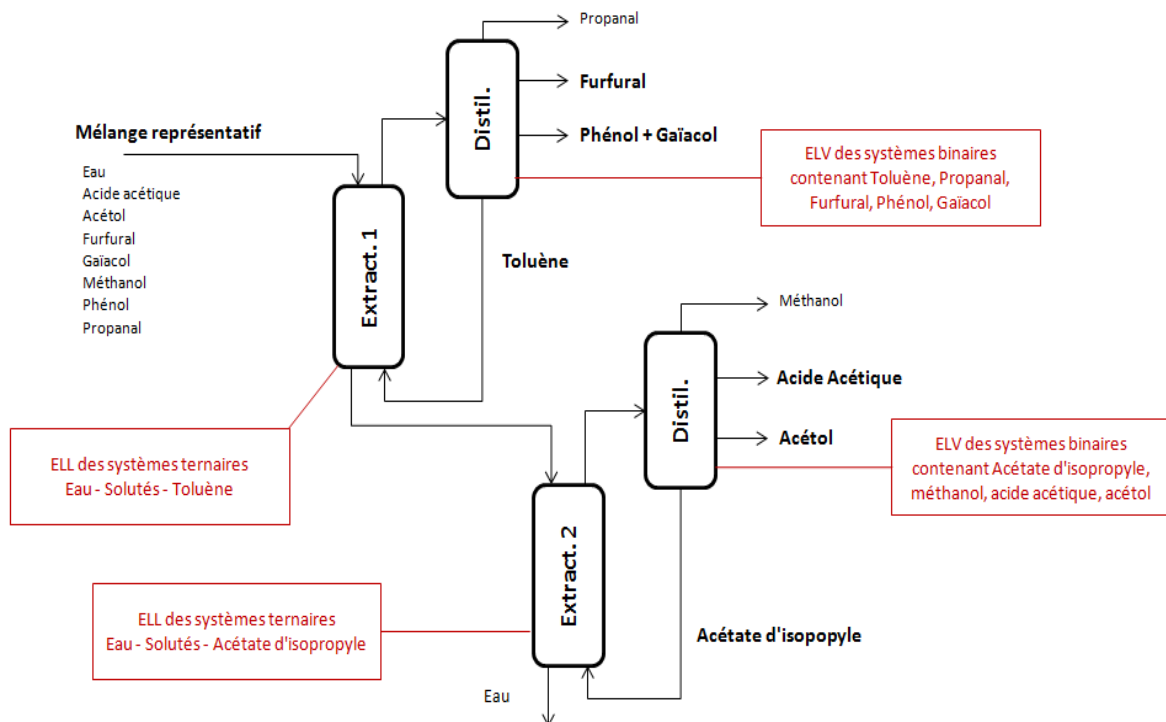 Propanal
Furfural
Phénol + Gaïacol
Distil.
Mélange représentatif
Eau
Acide acétique
Acétol
Furfural
Gaïacol
Méthanol
Phénol
Propanal
Extract. 1
ELV des systèmes binaires
contenant Toluène, Propanal,
Furfural, Phénol, Gaïacol
Toluène
Méthanol
Acide Acétique
Acétol
Distil.
ELL des systèmes ternaires
Eau - Solutés - Toluène
ELV des systèmes binaires
contenant Acétate d'isopropyle,
méthanol, acide acétique, acétol
Extract. 2
ELL des systèmes ternaires
Eau - Solutés - Acétate d'isopropyle
Acétate d'isopopyle
Eau